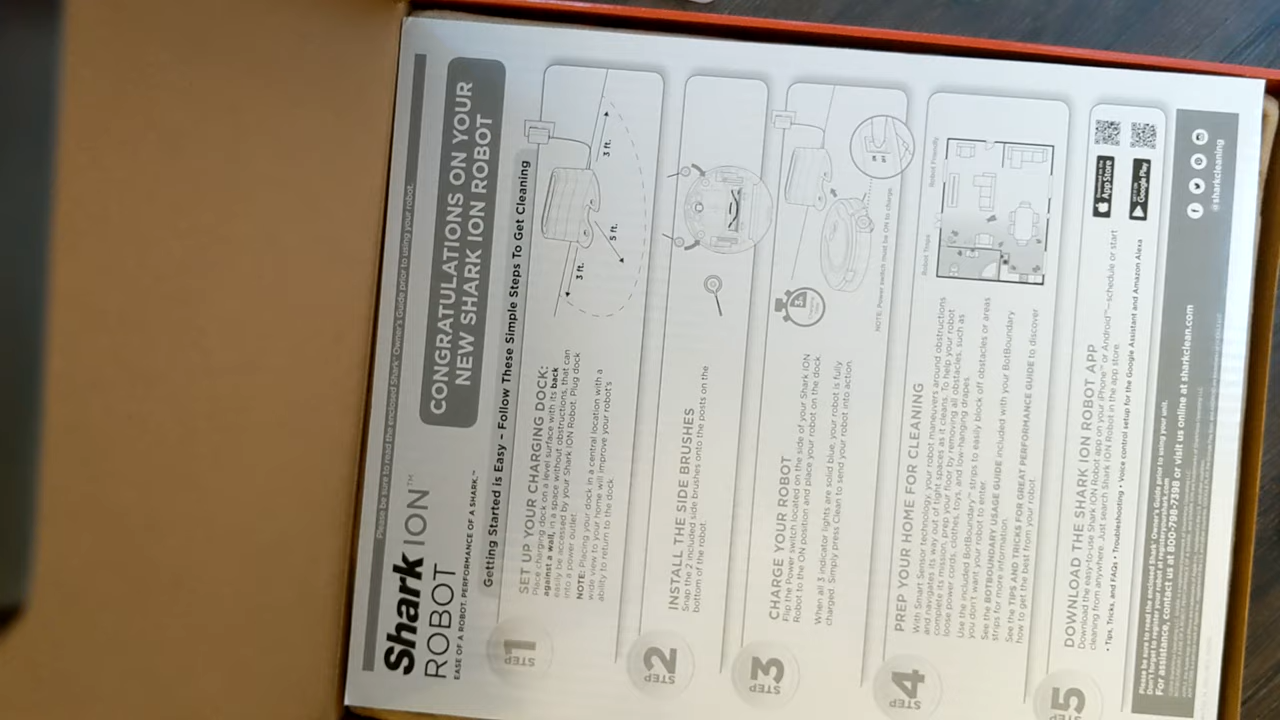 Please be sure to read the enclosed Shark® Owner's Guide prior to using your robot.
Shark ION™
ROBOT
EASE OF A ROBOT. PERFORMANCE OF A SHARK.™
CONGRATULATIONS ON YOUR
NEW SHARK ION ROBOT
Getting Started is Easy – Follow These Simple Steps To Get Cleaning
STEP 1
SET UP YOUR CHARGING DOCK:
Place charging dock on a level surface with its back
against a wall, in a space without obstructions, that can
easily be accessed by your Shark ION Robot. Plug dock
into a power outlet.
NOTE: Placing your dock in a central location with a
wide view to your home will improve your robot's
ability to return to the dock.
3 ft.
5 ft.
3 ft.
STEP 2
INSTALL THE SIDE BRUSHES
Snap the 2 included side brushes onto the posts on the
bottom of the robot.
STEP 3
CHARGE YOUR ROBOT
Flip the Power switch located on the side of your Shark ION
Robot to the ON position and place your robot on the dock.
When all 3 indicator lights are solid blue, your robot is fully
charged. Simply press Clean to send your robot into action.
ON
OFF
NOTE: Power switch must be ON to charge.
STEP 4
PREP YOUR HOME FOR CLEANING
With Smart Sensor technology, your robot maneuvers around obstructions
and navigates its way out of tight spaces as it cleans. To help your robot
complete its mission, prep your floor by removing all obstacles, such as
loose power cords, clothes, toys, and low-hanging drapes.
Use the included BotBoundary™ strips to easily block off obstacles or areas
you don't want your robot to enter.
See the BOTBOUNDARY USAGE GUIDE included with your BotBoundary
strips for more information.
See the TIPS AND TRICKS FOR GREAT PERFORMANCE GUIDE to discover
how to get the best from your robot.
Robot Traps
Robot Friendly
STEP 5
DOWNLOAD THE SHARK ION ROBOT APP
Download the easy-to-use Shark ION Robot app on your iPhone™ or Android™—schedule or start
cleaning from anywhere. Just search Shark ION Robot in the app store.
• Tips, Tricks, and FAQs • Troubleshooting • Voice control setup for the Google Assistant and Amazon Alexa
App Store
Google Play
Please be sure to read the enclosed Shark® Owner's Guide prior to using your unit.
Don't forget to register your robot at registeryourshark.com
For assistance, contact us at 800-798-7398 or visit us online at sharkclean.com
@sharkcleaning